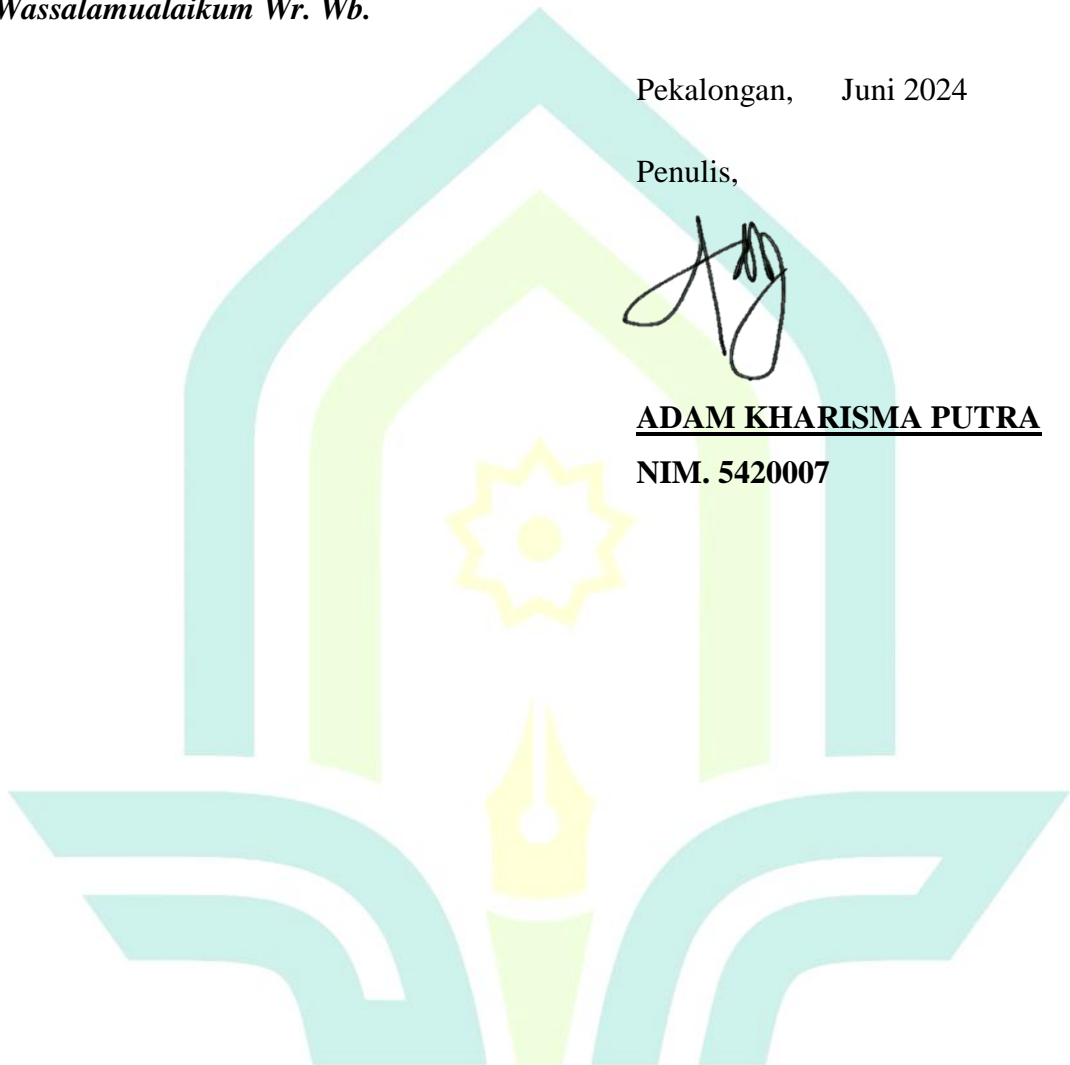 Wassalamualaikum Wr. Wb.
Pekalongan, Juni 2024
Penulis,
ADAM KHARISMA PUTRA
NIM. 5420007